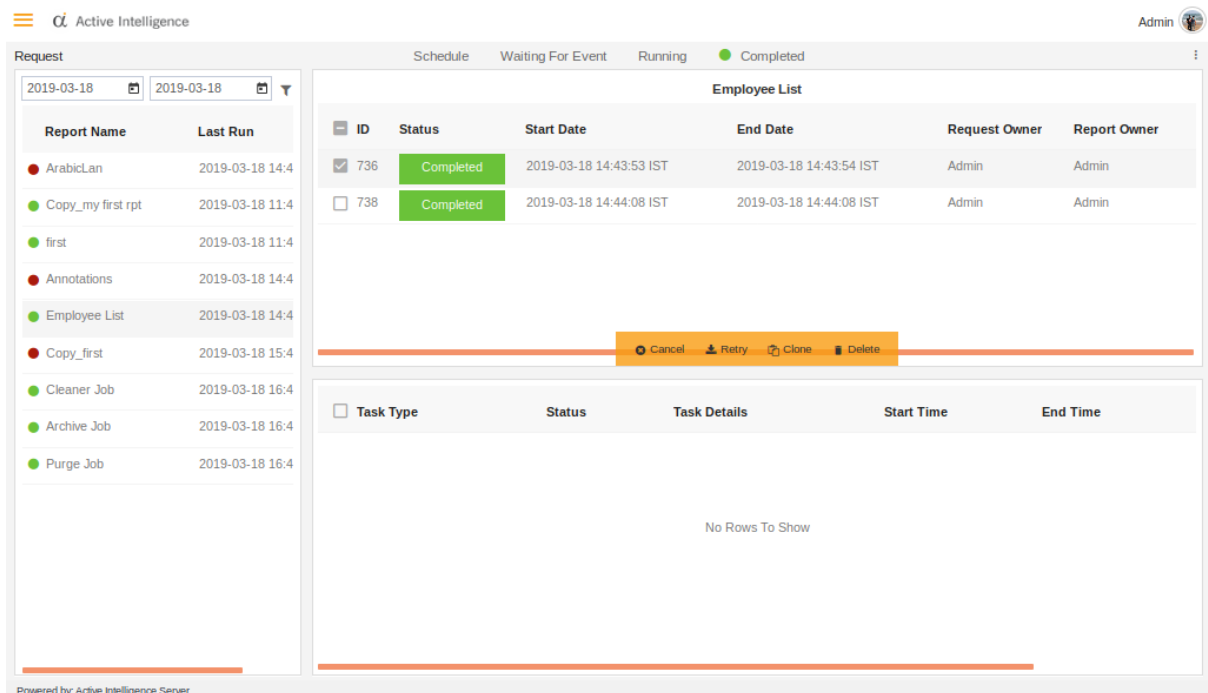 Active Intelligence
Admin
Request
Schedule Waiting For Event Running Completed
2019-03-18 2019-03-18
Report Name Last Run
ArabicLan 2019-03-18 14:4
Copy_my first rpt 2019-03-18 11:4
first 2019-03-18 11:4
Annotations 2019-03-18 14:4
Employee List 2019-03-18 14:4
Copy_first 2019-03-18 15:4
Cleaner Job 2019-03-18 16:4
Archive Job 2019-03-18 16:4
Purge Job 2019-03-18 16:4
Employee List
ID Status Start Date End Date Request Owner Report Owner
736 Completed 2019-03-18 14:43:53 IST 2019-03-18 14:43:54 IST Admin Admin
738 Completed 2019-03-18 14:44:08 IST 2019-03-18 14:44:08 IST Admin Admin
Cancel Retry Clone Delete
Task Type Status Task Details Start Time End Time
No Rows To Show
Powered by: Active Intelligence Server